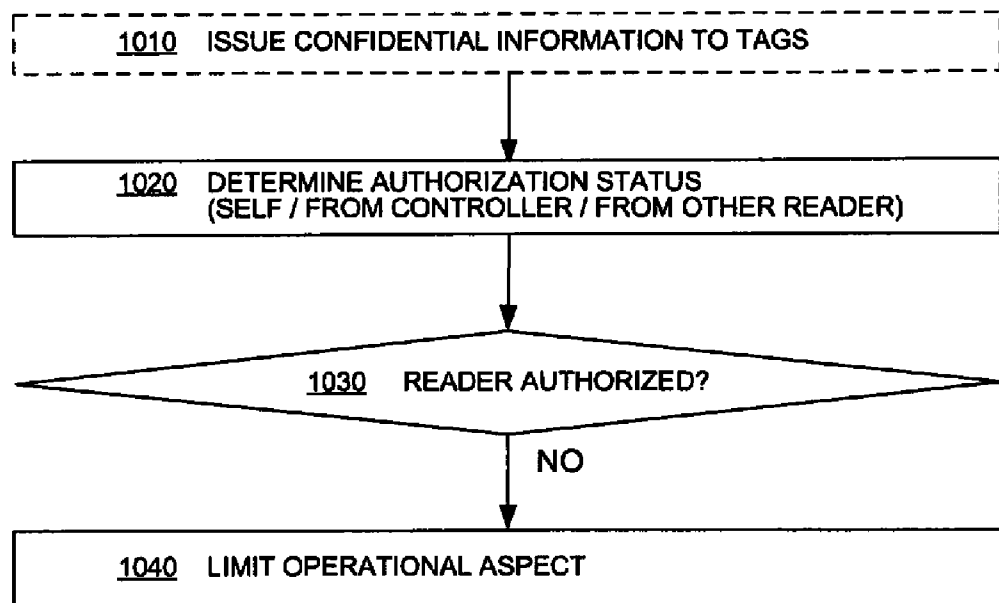 1010 ISSUE CONFIDENTIAL INFORMATION TO TAGS
1020 DETERMINE AUTHORIZATION STATUS
(SELF / FROM CONTROLLER / FROM OTHER READER)
1030 READER AUTHORIZED?
NO
1040 LIMIT OPERATIONAL ASPECT